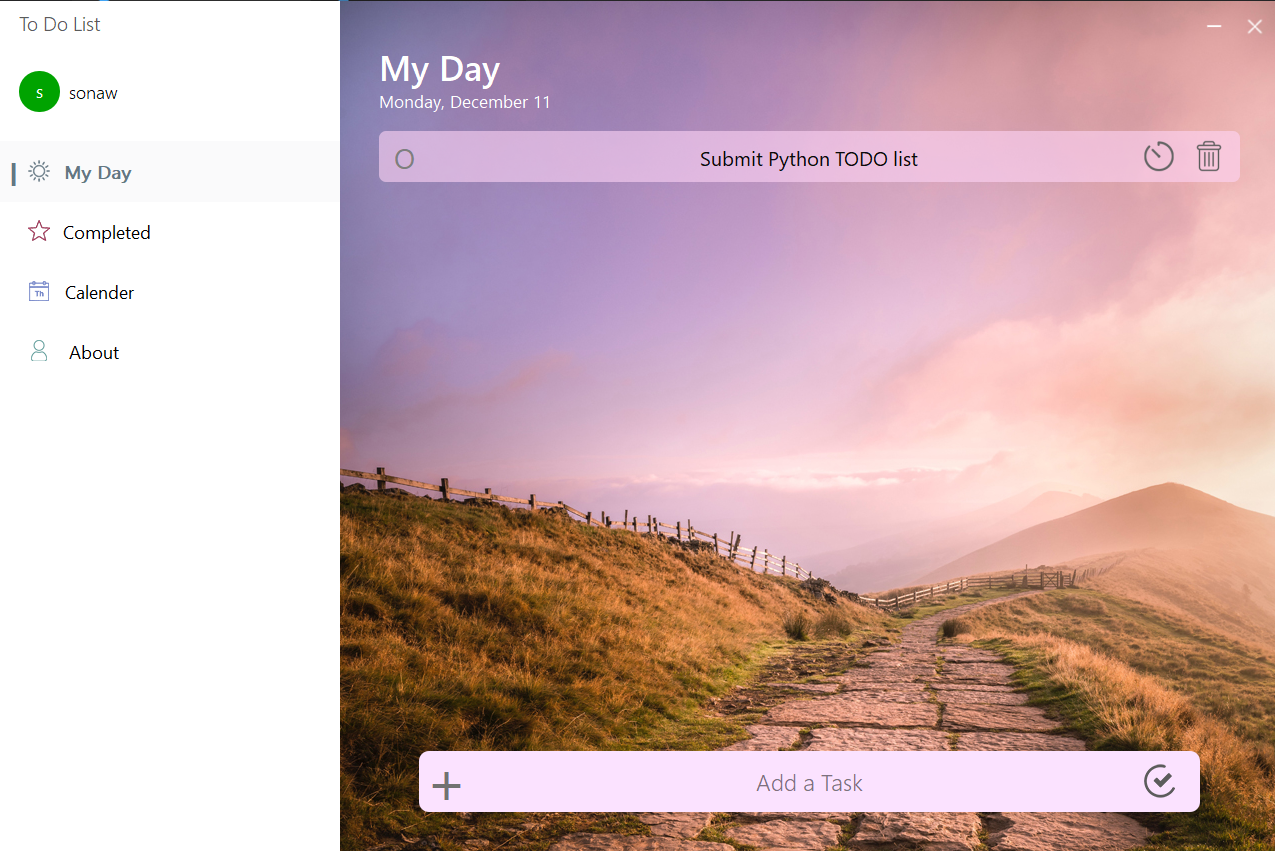 To Do List
s
sonaw
My Day
Completed
Th
Calender
About
My Day
Monday, December 11
Submit Python TODO list
Add a Task